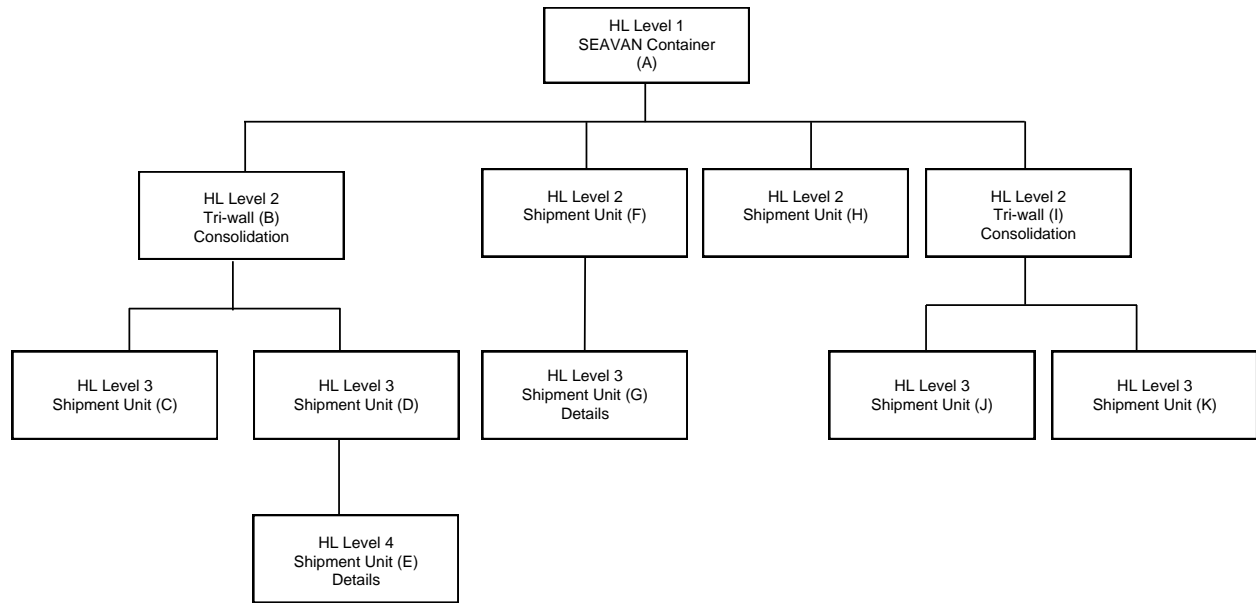 HL Level 1
SEAVAN Container
(A)
HL Level 2
Tri-wall (B)
Consolidation
HL Level 2
Shipment Unit (F)
HL Level 2
Shipment Unit (H)
HL Level 2
Tri-wall (I)
Consolidation
HL Level 3
Shipment Unit (C)
HL Level 3
Shipment Unit (D)
HL Level 3
Shipment Unit (G)
Details
HL Level 3
Shipment Unit (J)
HL Level 3
Shipment Unit (K)
HL Level 4
Shipment Unit (E)
Details